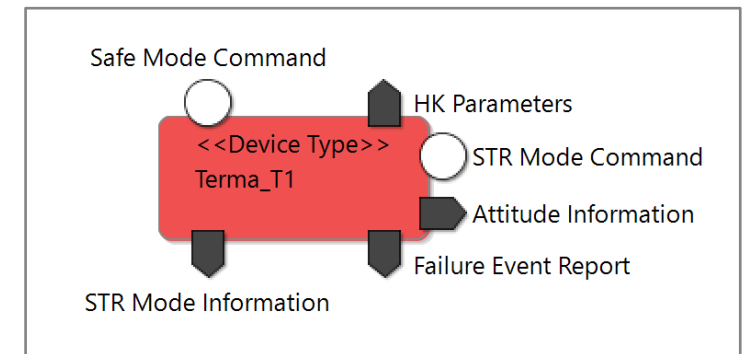 Safe Mode Command
HK Parameters
<<Device Type>>
Terma_T1
STR Mode Command
Attitude Information
Failure Event Report
STR Mode Information